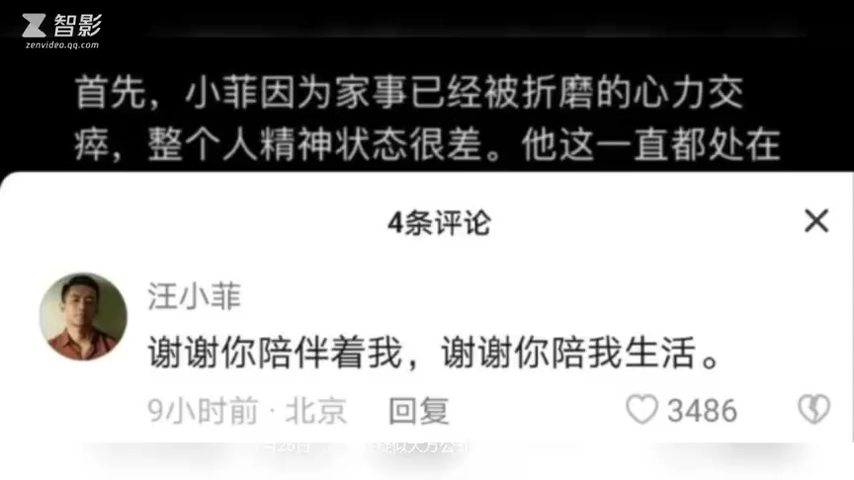 智影
zenvideo.qq.com
首先，小菲因为家事已经被折磨的心力交
瘁，整个人精神状态很差。他这一直都处在
4条评论
汪小菲
谢谢你陪伴着我，谢谢你陪我生活。
9小时前·北京 回复 3486